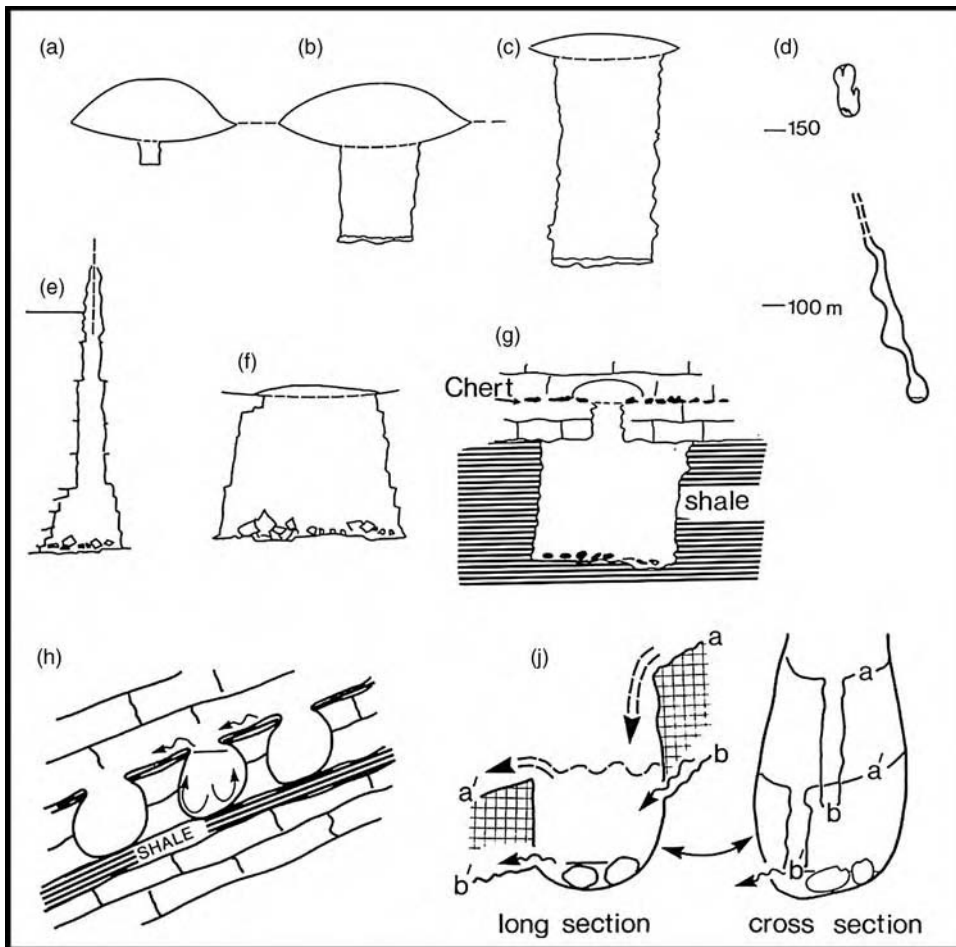 (a)
(b)
(c)
(d)
150
(e)
100 m
(f)
(g)
Chert
shale
(h)
SHALE
(j)
a
a
b
a′
a′
b
b′
b′
long section
cross section